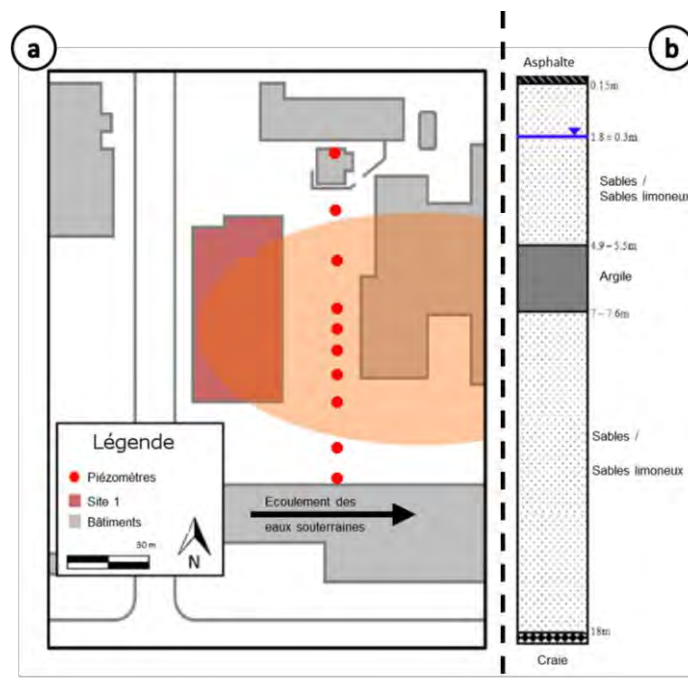 a
b
Asphalte
0.15m
1.8 ± 0.3m
Sables /
Sables limoneux
4.9 – 5.5m
Argile
7 – 7.6m
Sables /
Sables limoneux
18m
Craie
Légende
Piézomètres
Site 1
Bâtiments
N
Ecoulement des
eaux souterraines